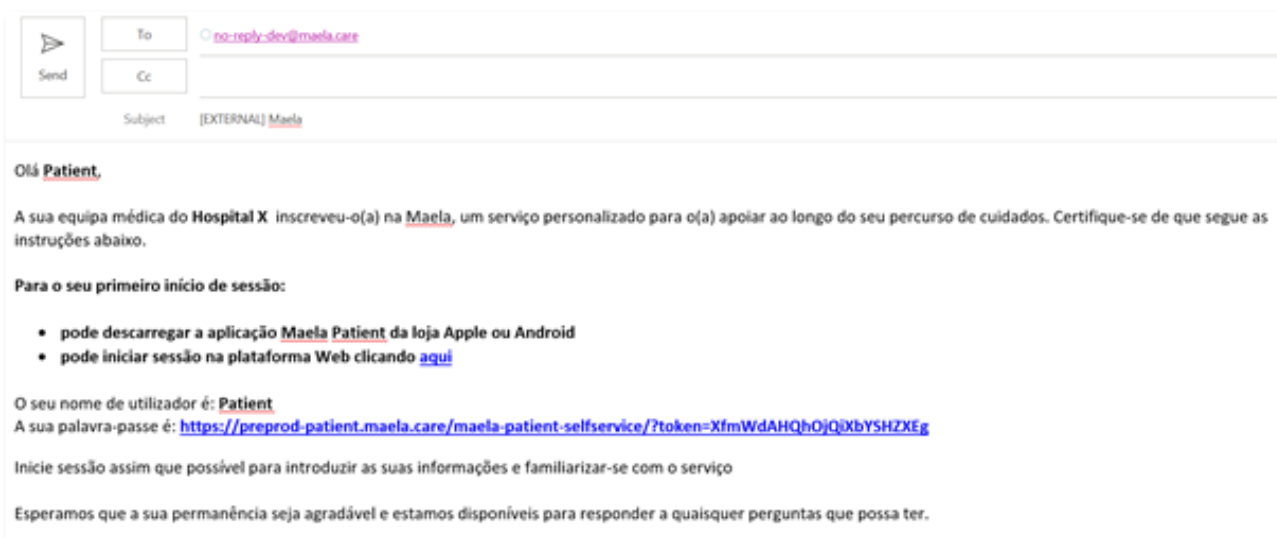 To
no-reply-dev@maela.care
Send
Cc
Subject
[EXTERNAL] Maela
Olá Patient,
A sua equipa médica do Hospital X inscreveu-o(a) na Maela, um serviço personalizado para o(a) apoiar ao longo do seu percurso de cuidados. Certifique-se de que segue as
instruções abaixo.
Para o seu primeiro início de sessão:
• pode descarregar a aplicação Maela Patient da loja Apple ou Android
• pode iniciar sessão na plataforma Web clicando aqui
O seu nome de utilizador é: Patient
A sua palavra-passe é: https://preprod-patient.maela.care/maela-patient-selfservice/?token=XfmWdAHQhOjQiXbYSHZXEg
Inicie sessão assim que possível para introduzir as suas informações e familiarizar-se com o serviço
Esperamos que a sua permanência seja agradável e estamos disponíveis para responder a quaisquer perguntas que possa ter.